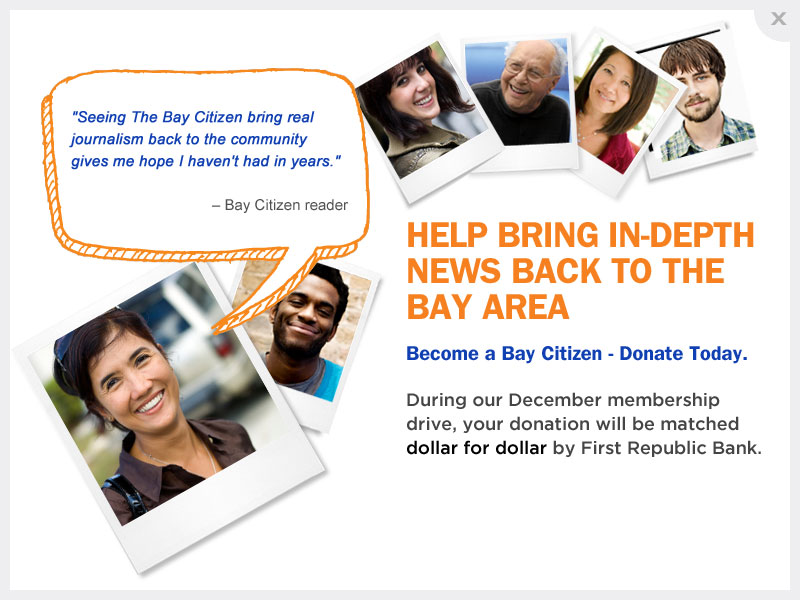 "Seeing The Bay Citizen bring real
journalism back to the community
gives me hope I haven't had in years."
– Bay Citizen reader
HELP BRING IN-DEPTH
NEWS BACK TO THE
BAY AREA
Become a Bay Citizen - Donate Today.
During our December membership
drive, your donation will be matched
dollar for dollar by First Republic Bank.